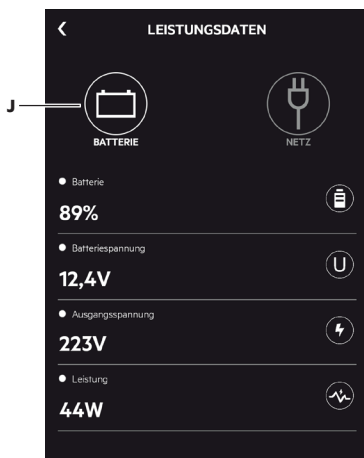 LEISTUNGSDATEN
J
BATTERIE
NETZ
Batterie
89%
Batteriespannung
12,4V
U
Ausgangsspannung
223V
Leistung
44W